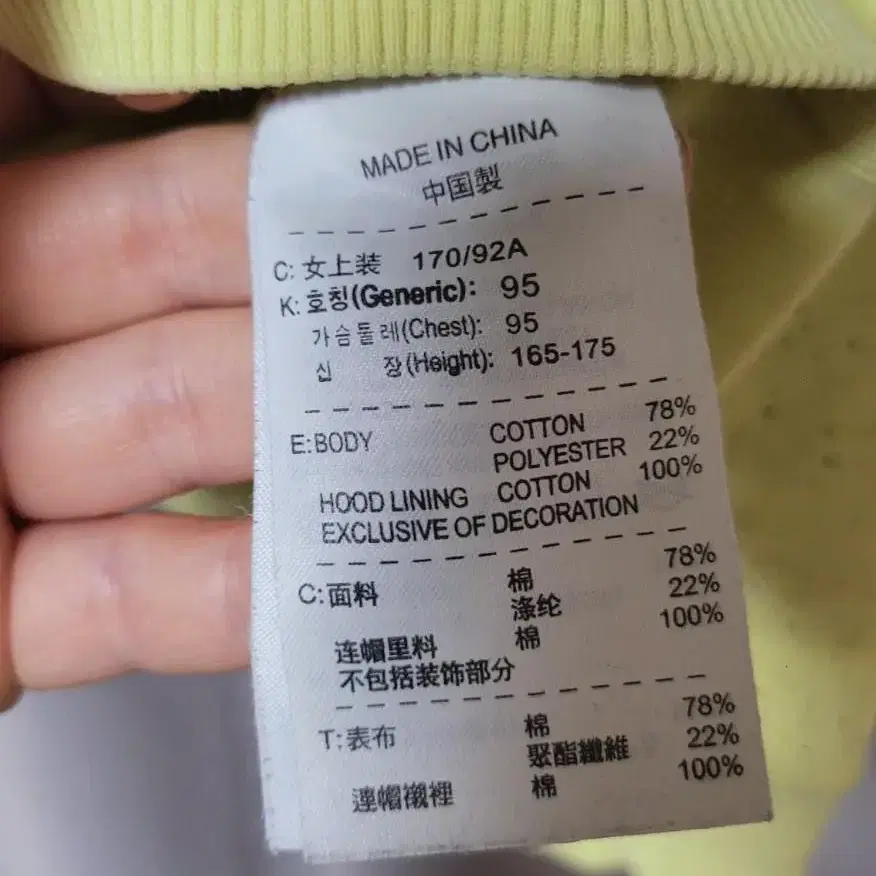 MADE IN CHINA
中国製
C: 女上装 170/92A
K: 호칭(Generic): 95
가슴둘레(Chest): 95
신 장(Height): 165-175
E: BODY COTTON 78%
POLYESTER 22%
HOOD LINING COTTON 100%
EXCLUSIVE OF DECORATION
C: 面料 棉 78%
涤纶 22%
连帽里料 棉 100%
不包括装饰部分
T: 表布 棉 78%
聚酯纖維 22%
連帽襯裡 棉 100%